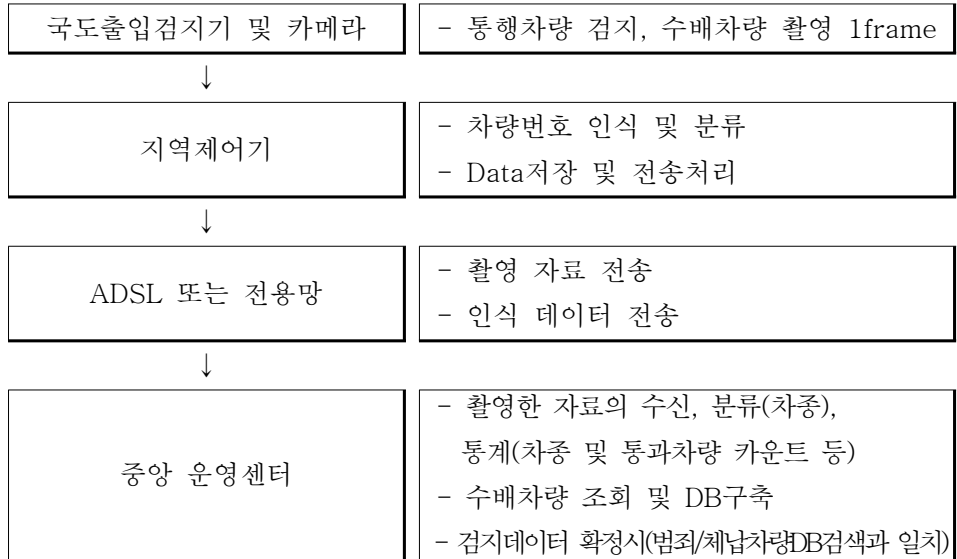 국도출입검지기 및 카메라
- 통행차량 검지, 수배차량 촬영 1frame
↓
지역제어기
- 차량번호 인식 및 분류
- Data저장 및 전송처리
↓
ADSL 또는 전용망
- 촬영 자료 전송
- 인식 데이터 전송
↓
중앙 운영센터
- 촬영한 자료의 수신, 분류(차종),
통계(차종 및 통과차량 카운트 등)
- 수배차량 조회 및 DB구축
- 검지데이터 확정시(범죄/체납차량DB검색과 일치)